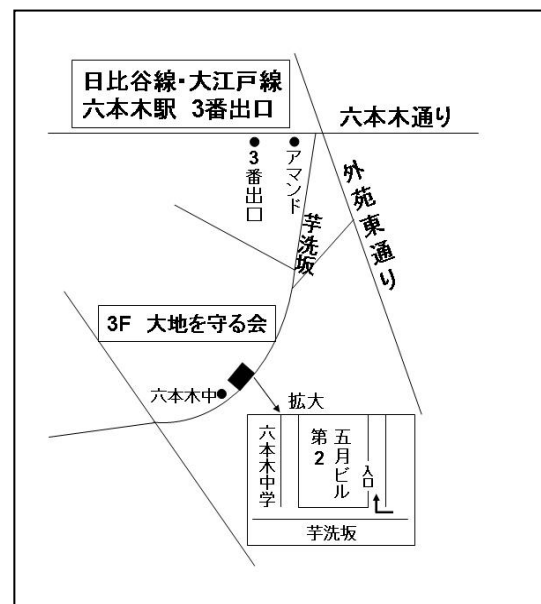 日比谷線・大江戸線
六本木駅 3番出口
六本木通り
3番出口
アマンド
芋洗坂
外苑東通り
3F 大地を守る会
六本木中
拡大
六本木中学
第2
五月ビル
入口
芋洗坂